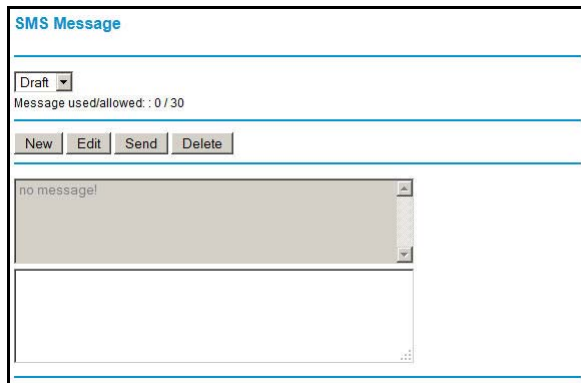 SMS Message
Draft
Message used/allowed: : 0 / 30
New Edit Send Delete
no message!